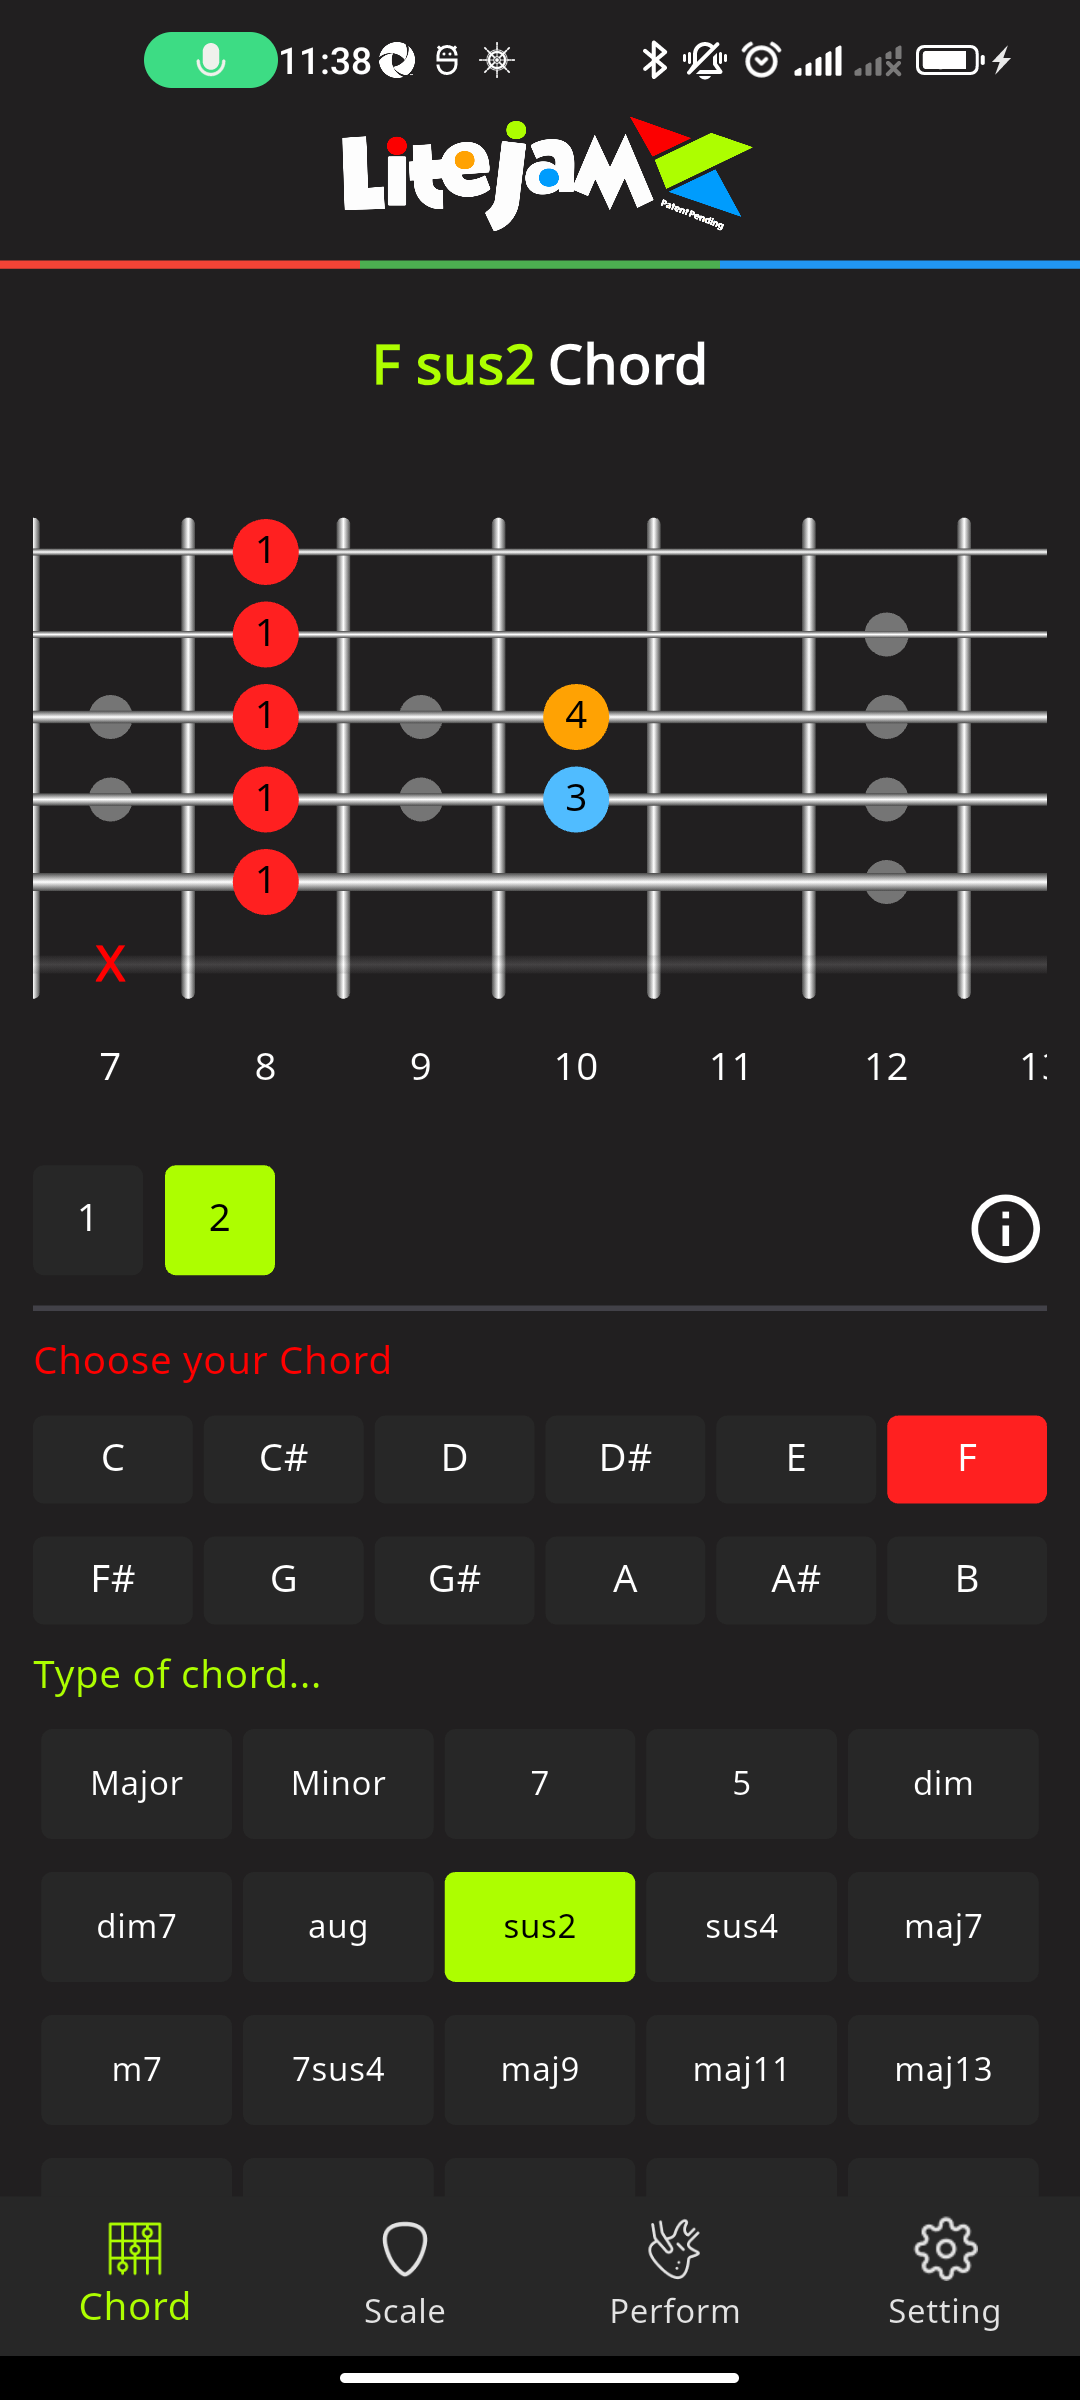 11:38
Litejam
Patent Pending
F sus2 Chord
1
1
1 4
1 3
1
X
7 8 9 10 11 12
1 2
Choose your Chord
C C# D D# E F
F# G G# A A# B
Type of chord...
Major Minor 7 5 dim
dim7 aug sus2 sus4 maj7
m7 7sus4 maj9 maj11 maj13
Chord Scale Perform Setting